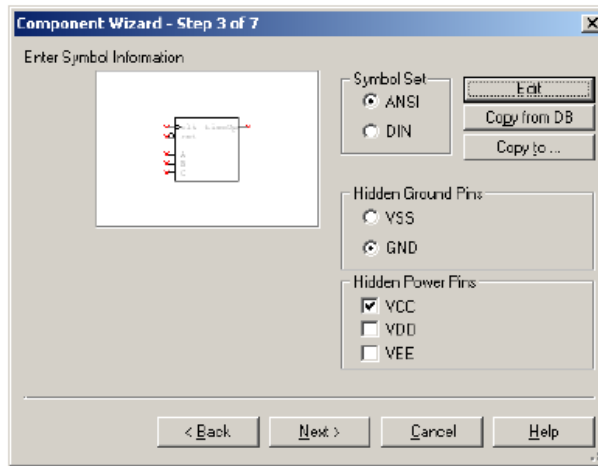 Component Wizard - Step 3 of 7
Enter Symbol Information
Symbol Set
ANSI
DIN
Edit
Copy from DB
Copy to ...
A
B
C
Hidden Ground Pins
VSS
GND
Hidden Power Pins
VCC
VDD
VEE
< Back
Next >
Cancel
Help